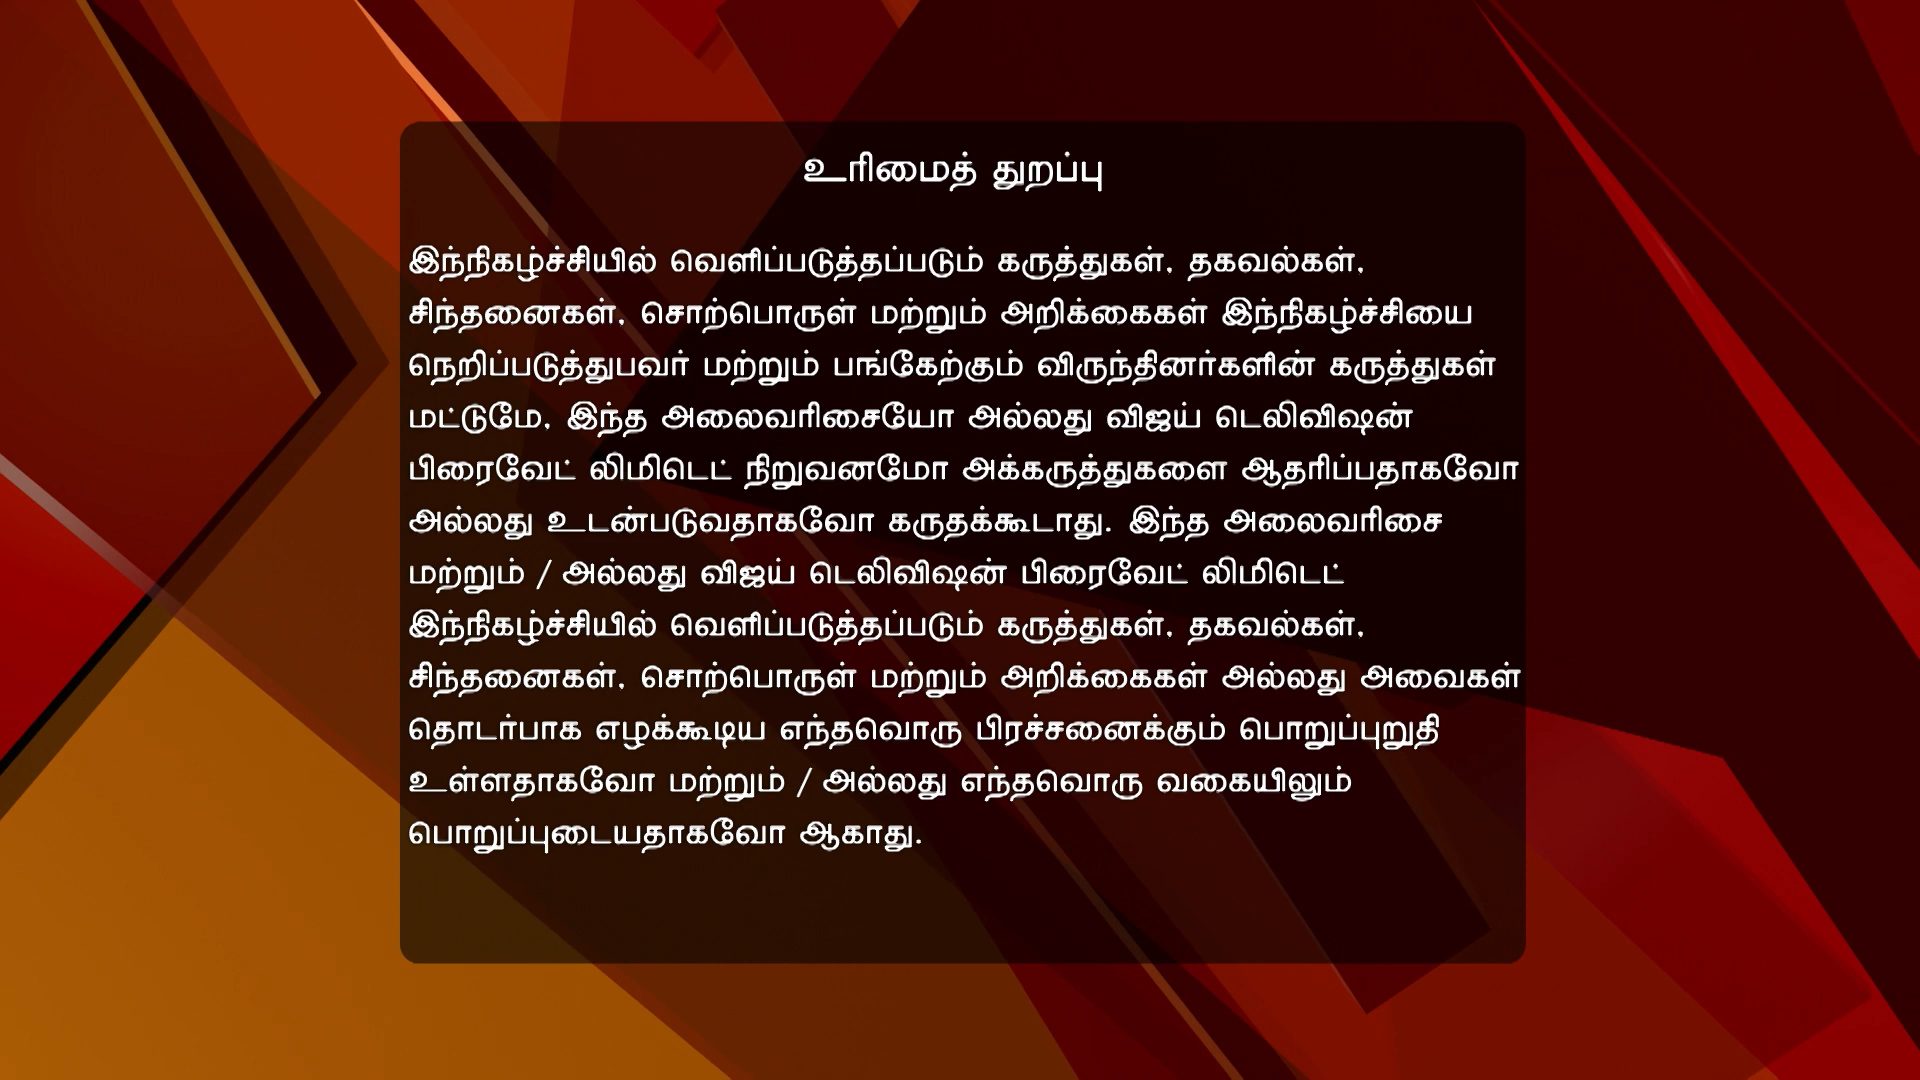 உரிமைத் துறப்பு
இந்நிகழ்ச்சியில் வெளிப்படுத்தப்படும் கருத்துகள், தகவல்கள்,
சிந்தனைகள், சொற்பொருள் மற்றும் அறிக்கைகள் இந்நிகழ்ச்சியை
நெறிப்படுத்துபவர் மற்றும் பங்கேற்கும் விருந்தினர்களின் கருத்துகள்
மட்டுமே, இந்த அலைவரிசையோ அல்லது விஜய் டெலிவிஷன்
பிரைவேட் லிமிடெட் நிறுவனமோ அக்கருத்துகளை ஆதரிப்பதாகவோ
அல்லது உடன்படுவதாகவோ கருதக்கூடாது. இந்த அலைவரிசை
மற்றும் / அல்லது விஜய் டெலிவிஷன் பிரைவேட் லிமிடெட்
இந்நிகழ்ச்சியில் வெளிப்படுத்தப்படும் கருத்துகள், தகவல்கள்,
சிந்தனைகள், சொற்பொருள் மற்றும் அறிக்கைகள் அல்லது அவைகள்
தொடர்பாக எழக்கூடிய எந்தவொரு பிரச்சனைக்கும் பொறுப்புறுதி
உள்ளதாகவோ மற்றும் / அல்லது எந்தவொரு வகையிலும்
பொறுப்புடையதாகவோ ஆகாது.